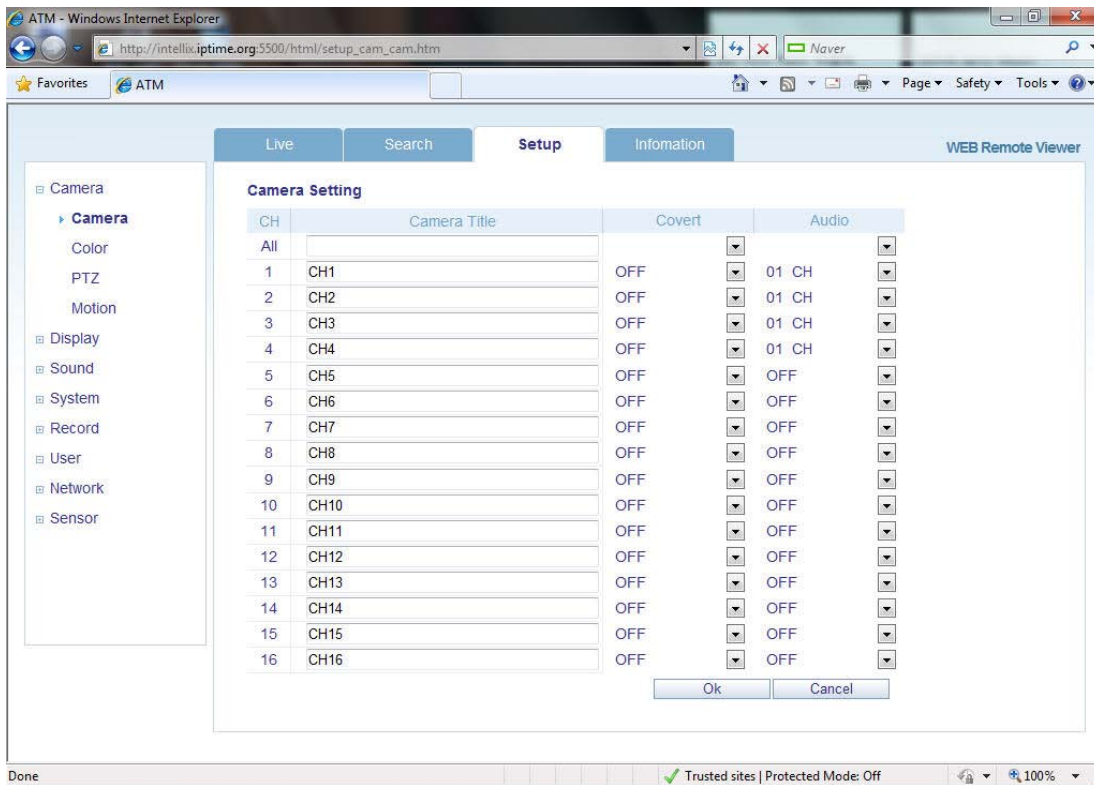 ATM - Windows Internet Explorer
http://intellix.iptime.org:5500/html/setup_cam_cam.htm
Naver
Favorites ATM
Page Safety Tools
Live Search Setup Infomation
WEB Remote Viewer
Camera
Camera
Color
PTZ
Motion
Display
Sound
System
Record
User
Network
Sensor
Camera Setting
CH Camera Title Covert Audio
All
1 CH1 OFF 01 CH
2 CH2 OFF 01 CH
3 CH3 OFF 01 CH
4 CH4 OFF 01 CH
5 CH5 OFF OFF
6 CH6 OFF OFF
7 CH7 OFF OFF
8 CH8 OFF OFF
9 CH9 OFF OFF
10 CH10 OFF OFF
11 CH11 OFF OFF
12 CH12 OFF OFF
13 CH13 OFF OFF
14 CH14 OFF OFF
15 CH15 OFF OFF
16 CH16 OFF OFF
Ok Cancel
Done
Trusted sites | Protected Mode: Off
100%